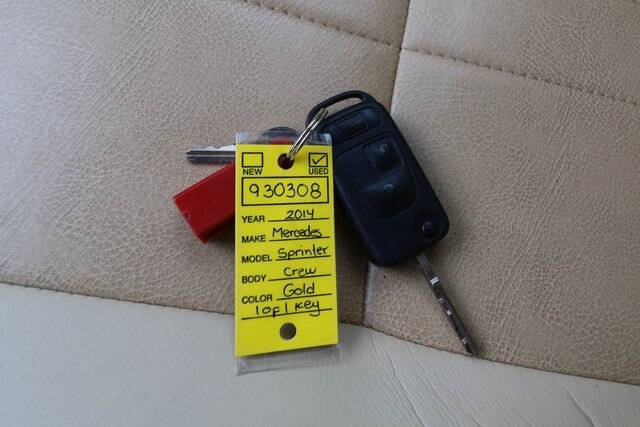 NEW USED
930308
YEAR 2014
MAKE Mercedes
MODEL Sprinter
BODY Crew
COLOR Gold
1 of 1 Key